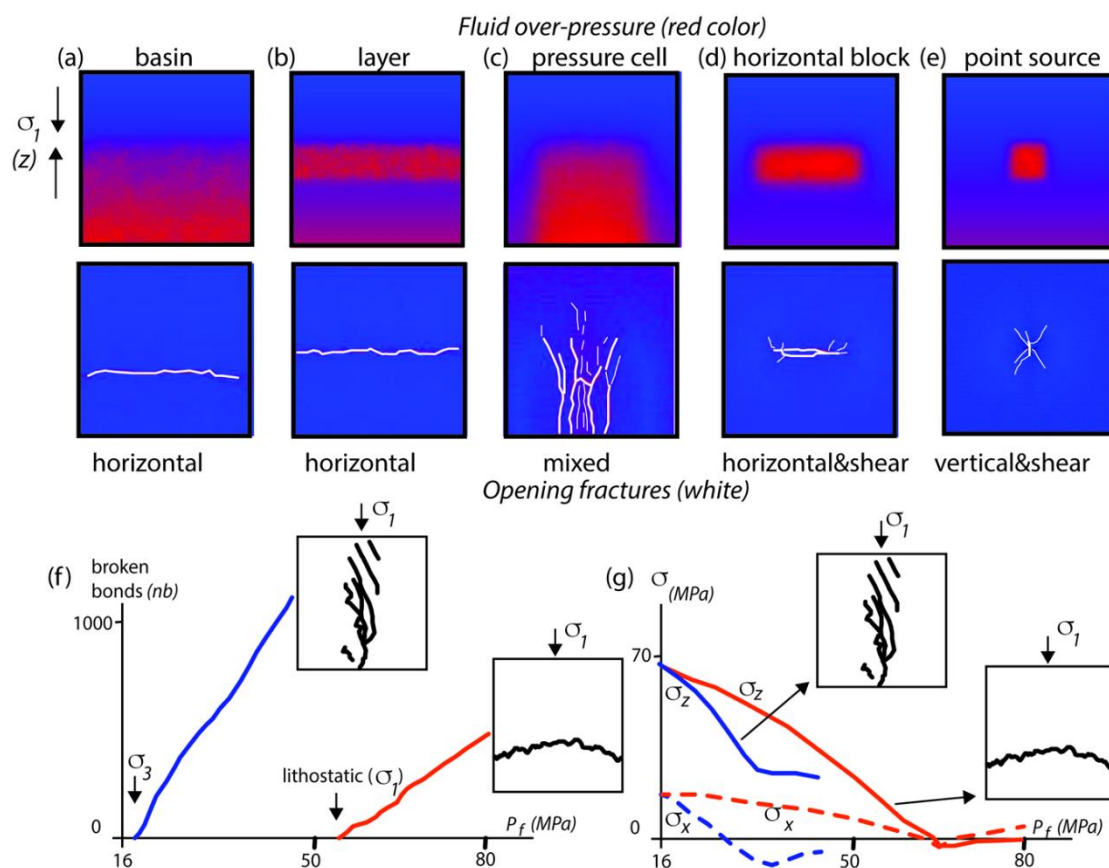 Fluid over-pressure (red color)
(a) basin (b) layer (c) pressure cell (d) horizontal block (e) point source
σ1
(z)
horizontal horizontal mixed horizontal&shear vertical&shear
Opening fractures (white)
(f) broken
bonds (nb)
1000
σ1
σ3
lithostatic (σ1)
σ1
0
Pf (MPa)
16 50 80
(g) σ (MPa)
70
σ1
σz σz
σ1
σx σx
0
Pf (MPa)
16 50 80